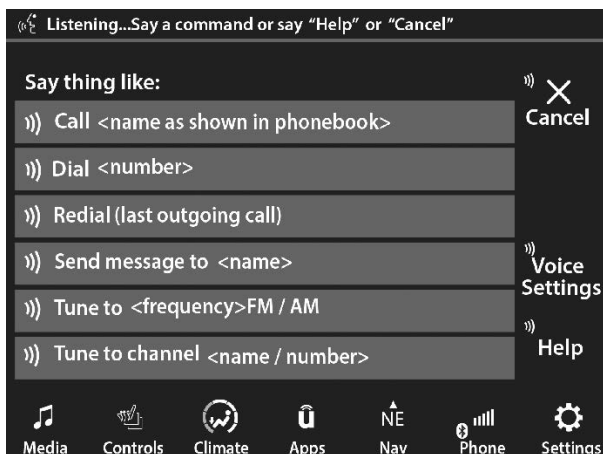 Listening...Say a command or say “Help” or “Cancel”
Say thing like:
Call <name as shown in phonebook>
Cancel
Dial <number>
Redial (last outgoing call)
Send message to <name>
Voice
Settings
Tune to <frequency>FM / AM
Tune to channel <name / number>
Help
û
NE
Media
Controls
Climate
Apps
Nav
Phone
Settings